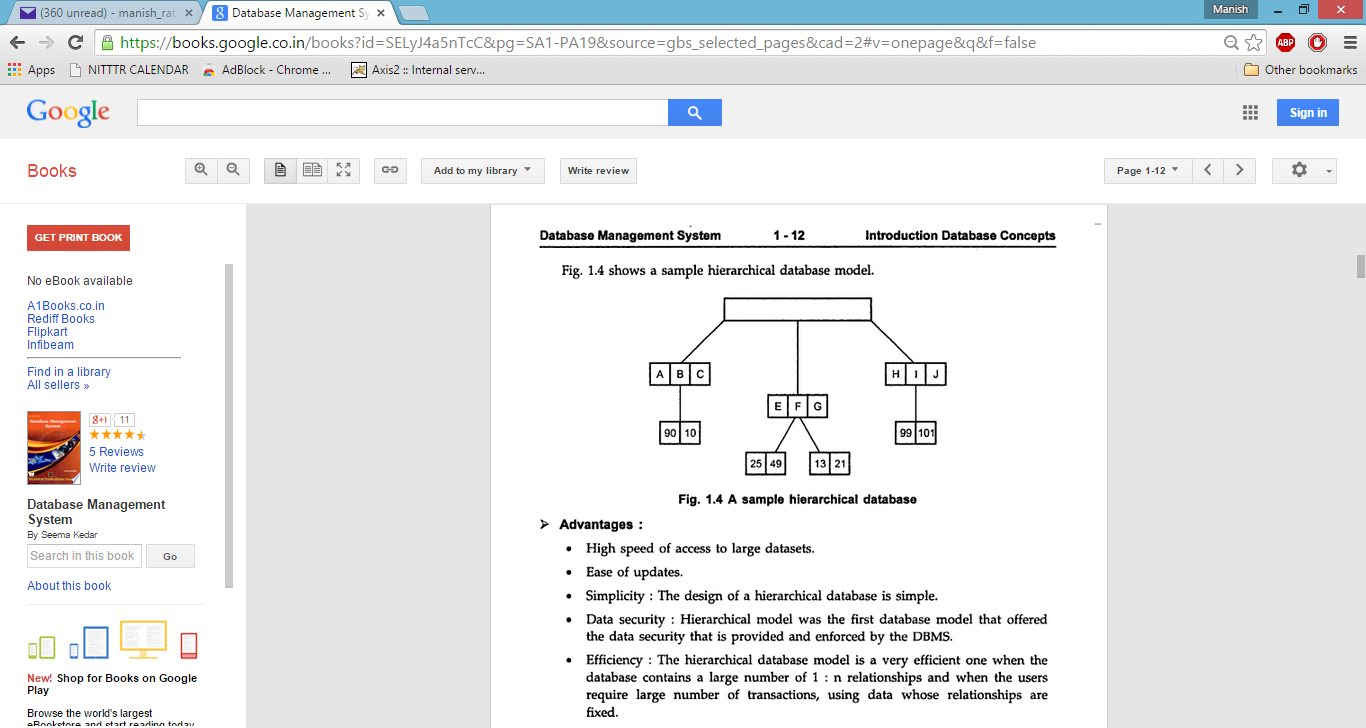 (360 unread) - manish_rat
Database Management Sy
Manish
https://books.google.co.in/books?id=SELyJ4a5nTcC&pg=SA1-PA19&source=gbs_selected_pages&cad=2#v=onepage&q&f=false
ABP
Apps
NITTTR CALENDAR
AdBlock - Chrome ...
Axis2 :: Internal serv...
Other bookmarks
Google
Sign in
Books
Add to my library
Write review
Page 1-12
GET PRINT BOOK
No eBook available
A1Books.co.in
Rediff Books
Flipkart
Infibeam
Find in a library
All sellers »
g+1 11
5 Reviews
Write review
Database Management
System
By Seema Kedar
Search in this book
Go
About this book
New! Shop for Books on Google
Play
Browse the world's largest
eBookstore and start reading today
Database Management System 1 - 12 Introduction Database Concepts
Fig. 1.4 shows a sample hierarchical database model.
A B C
H I J
E F G
90 10
99 101
25 49
13 21
Fig. 1.4 A sample hierarchical database
➢ Advantages :
• High speed of access to large datasets.
• Ease of updates.
• Simplicity : The design of a hierarchical database is simple.
• Data security : Hierarchical model was the first database model that offered
the data security that is provided and enforced by the DBMS.
• Efficiency : The hierarchical database model is a very efficient one when the
database contains a large number of 1 : n relationships and when the users
require large number of transactions, using data whose relationships are
fixed.